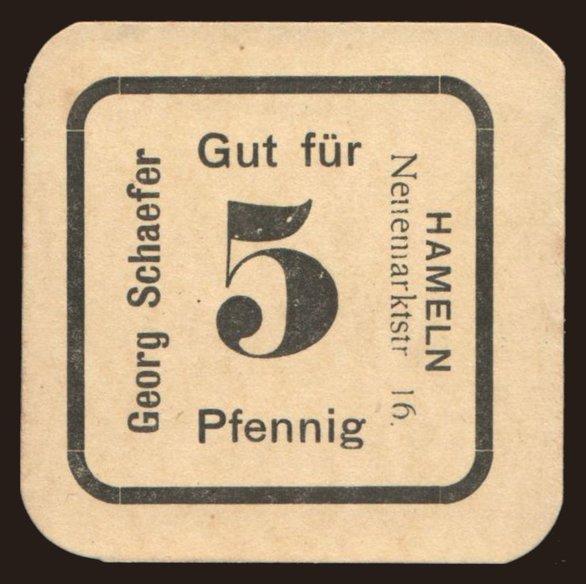 Gut für
5
Pfennig
Georg Schaefer
HAMELN
Neuemarktstr 16.